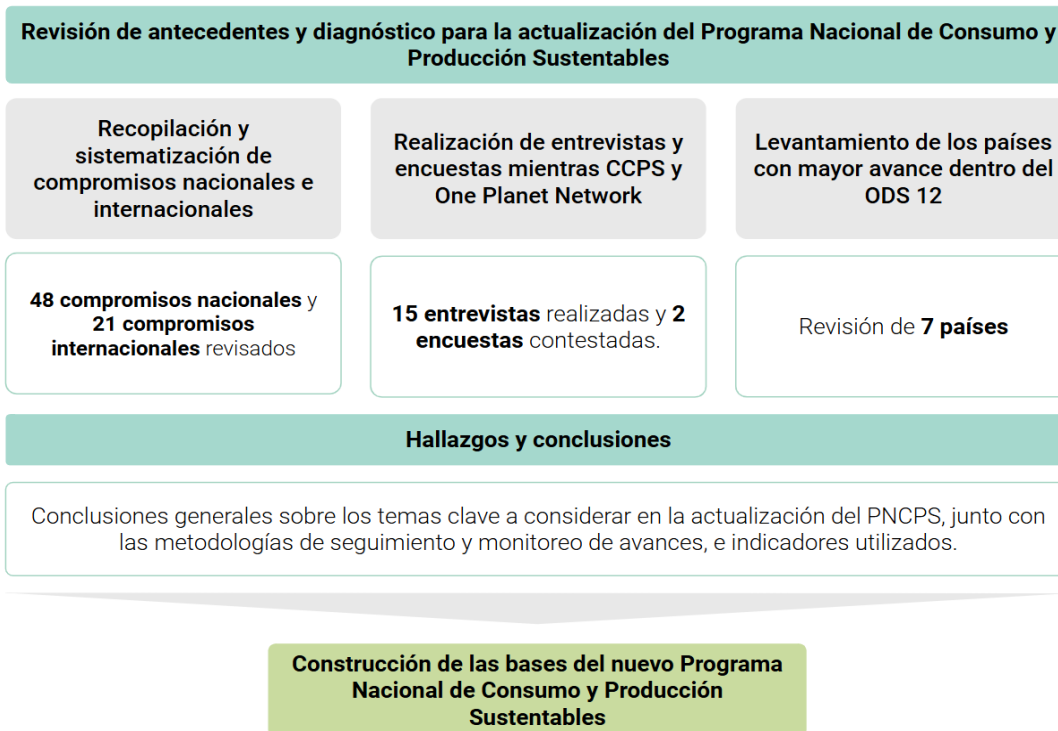 Revisión de antecedentes y diagnóstico para la actualización del Programa Nacional de Consumo y
Producción Sustentables
Recopilación y
sistematización de
compromisos nacionales e
internacionales
Realización de entrevistas y
encuestas mientras CCPS y
One Planet Network
Levantamiento de los países
con mayor avance dentro del
ODS 12
48 compromisos nacionales y
21 compromisos
internacionales revisados
15 entrevistas realizadas y 2
encuestas contestadas.
Revisión de 7 países
Hallazgos y conclusiones
Conclusiones generales sobre los temas clave a considerar en la actualización del PNCPS, junto con
las metodologías de seguimiento y monitoreo de avances, e indicadores utilizados.
Construcción de las bases del nuevo Programa
Nacional de Consumo y Producción
Sustentables